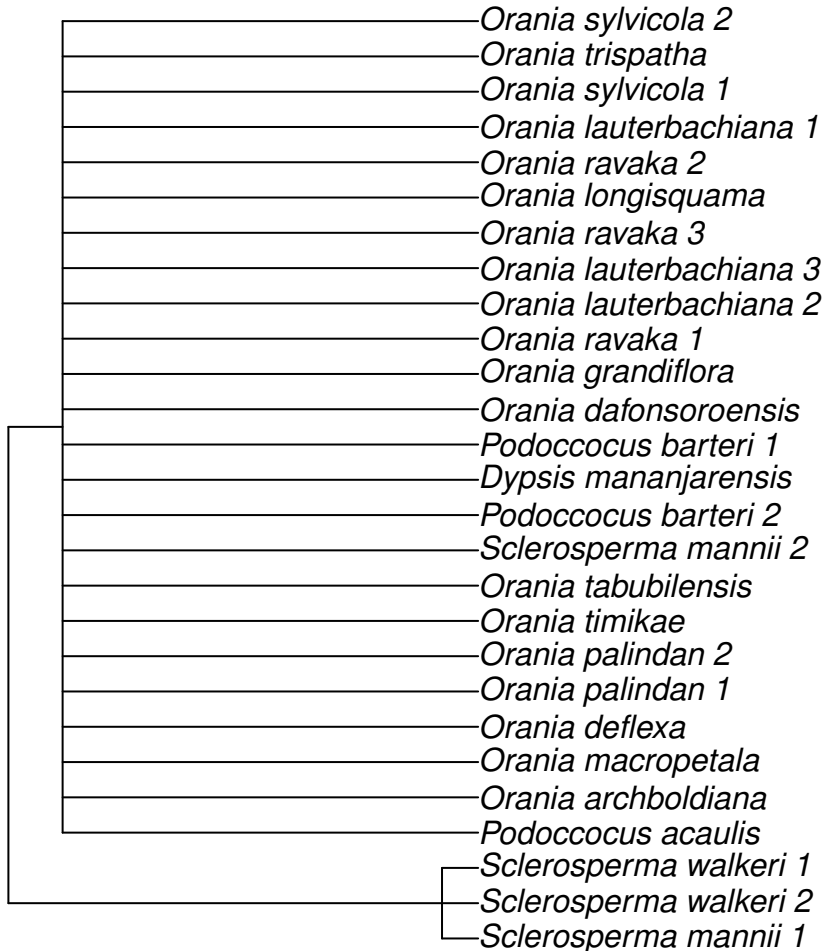 Orania sylvicola 2
Orania trispatha
Orania sylvicola 1
Orania lauterbachiana 1
Orania ravaka 2
Orania longisquama
Orania ravaka 3
Orania lauterbachiana 3
Orania lauterbachiana 2
Orania ravaka 1
Orania grandiflora
Orania dafonsoroensis
Podoccocus barteri 1
Dypsis mananjarensis
Podoccocus barteri 2
Sclerosperma mannii 2
Orania tabubilensis
Orania timikae
Orania palindan 2
Orania palindan 1
Orania deflexa
Orania macropetala
Orania archboldiana
Podoccocus acaulis
Sclerosperma walkeri 1
Sclerosperma walkeri 2
Sclerosperma mannii 1